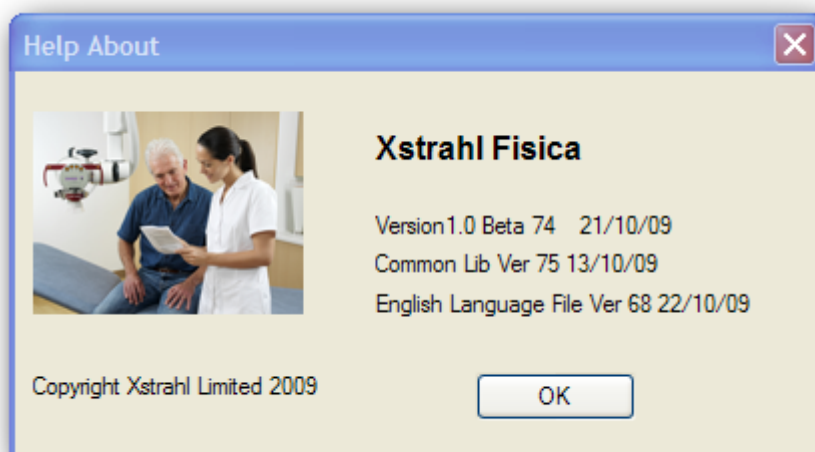 Help About
Xstrahl Fisica
Version1.0 Beta 74 21/10/09
Common Lib Ver 75 13/10/09
English Language File Ver 68 22/10/09
Copyright Xstrahl Limited 2009
OK